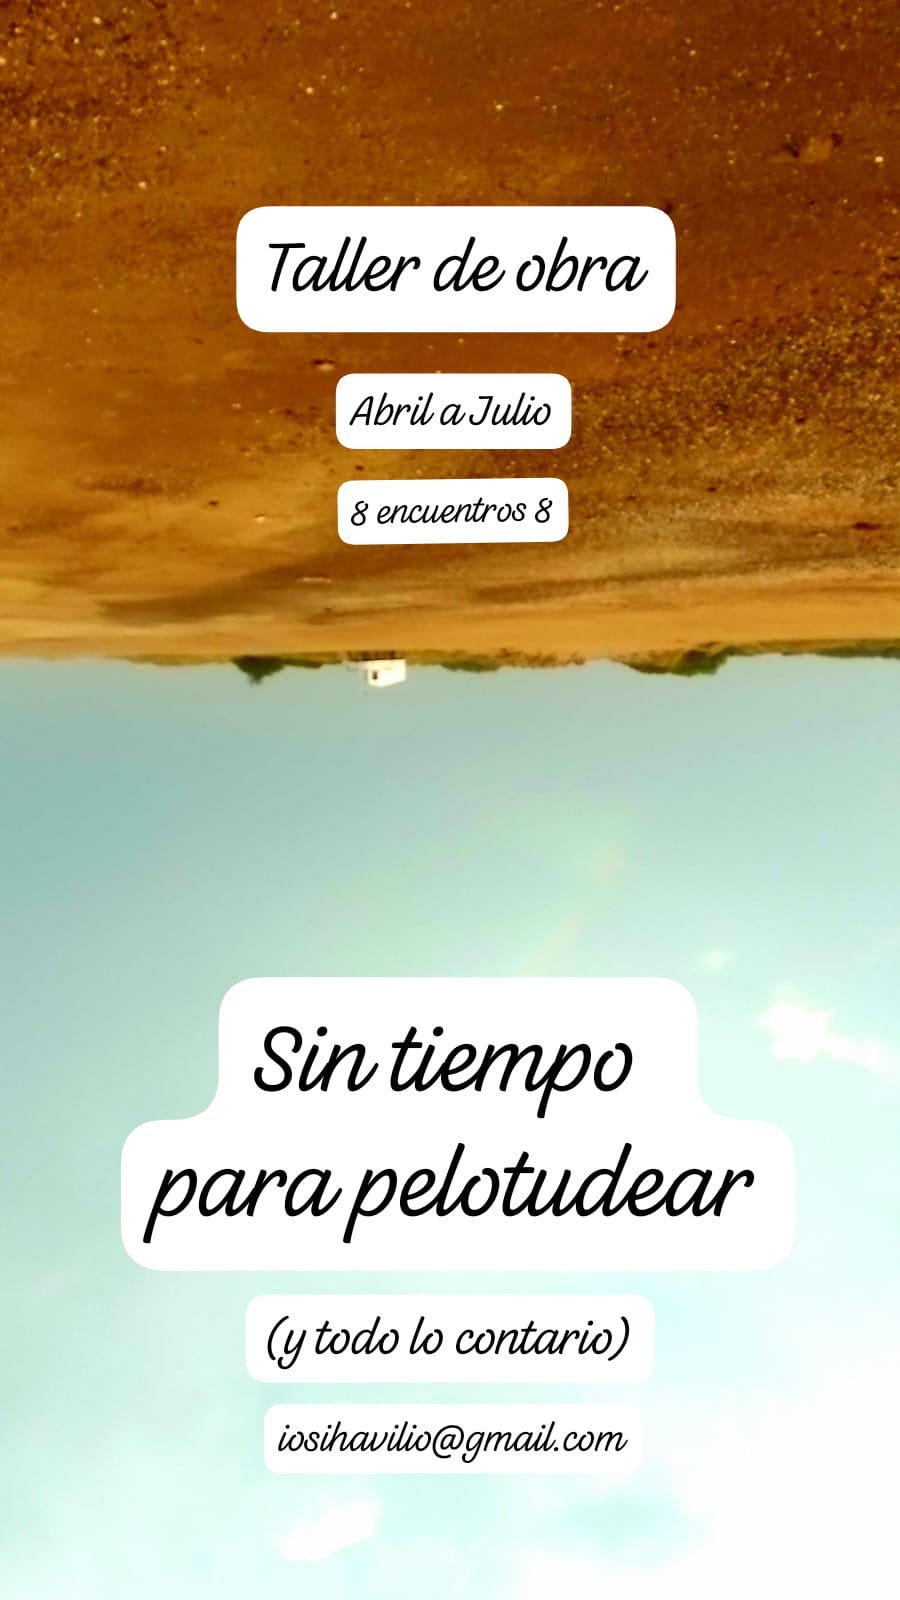 Taller de obra
Abril a Julio
8 encuentros 8
Sin tiempo
para pelotudear
(y todo lo contario)
iosihavilio@gmail.com